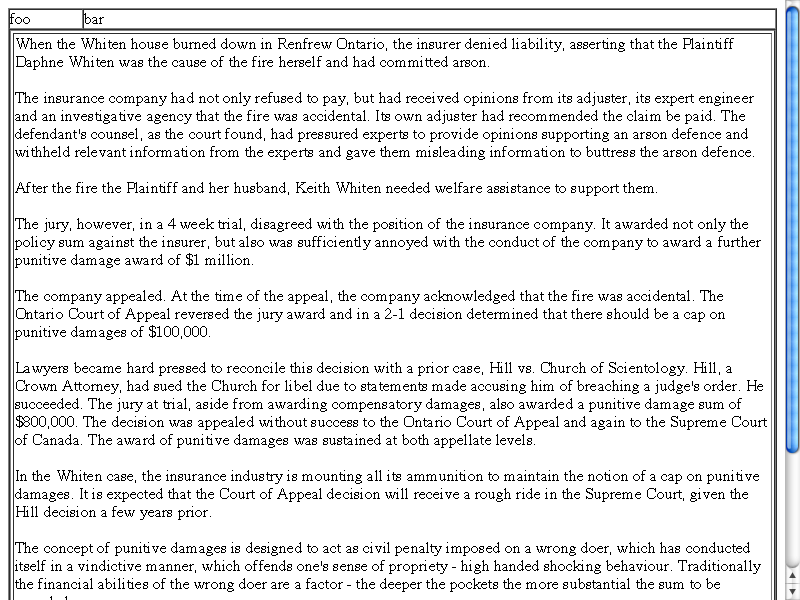 foo bar
When the Whiten house burned down in Renfrew Ontario, the insurer denied liability, asserting that the Plaintiff
Daphne Whiten was the cause of the fire herself and had committed arson.
The insurance company had not only refused to pay, but had received opinions from its adjuster, its expert engineer
and an investigative agency that the fire was accidental. Its own adjuster had recommended the claim be paid. The
defendant's counsel, as the court found, had pressured experts to provide opinions supporting an arson defence and
withheld relevant information from the experts and gave them misleading information to buttress the arson defence.
After the fire the Plaintiff and her husband, Keith Whiten needed welfare assistance to support them.
The jury, however, in a 4 week trial, disagreed with the position of the insurance company. It awarded not only the
policy sum against the insurer, but also was sufficiently annoyed with the conduct of the company to award a further
punitive damage award of $1 million.
The company appealed. At the time of the appeal, the company acknowledged that the fire was accidental. The
Ontario Court of Appeal reversed the jury award and in a 2-1 decision determined that there should be a cap on
punitive damages of $100,000.
Lawyers became hard pressed to reconcile this decision with a prior case, Hill vs. Church of Scientology. Hill, a
Crown Attorney, had sued the Church for libel due to statements made accusing him of breaching a judge's order. He
succeeded. The jury at trial, aside from awarding compensatory damages, also awarded a punitive damage sum of
$800,000. The decision was appealed without success to the Ontario Court of Appeal and again to the Supreme Court
of Canada. The award of punitive damages was sustained at both appellate levels.
In the Whiten case, the insurance industry is mounting all its ammunition to maintain the notion of a cap on punitive
damages. It is expected that the Court of Appeal decision will receive a rough ride in the Supreme Court, given the
Hill decision a few years prior.
The concept of punitive damages is designed to act as civil penalty imposed on a wrong doer, which has conducted
itself in a vindictive manner, which offends one's sense of propriety - high handed shocking behaviour. Traditionally
the financial abilities of the wrong doer are a factor - the deeper the pockets the more substantial the sum to be